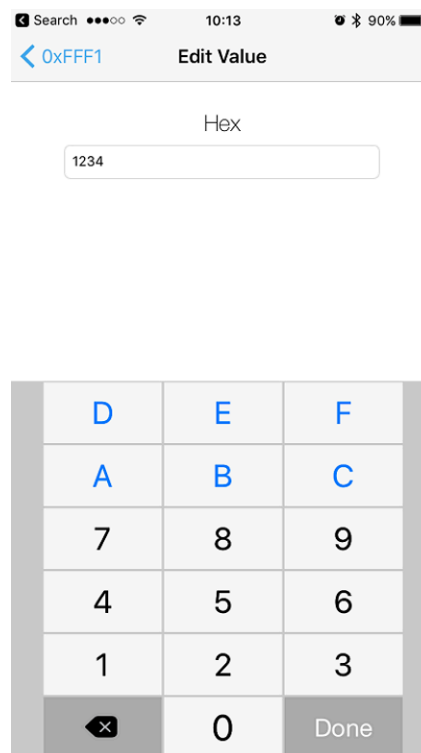 Search 10:13 90%
0xFFF1 Edit Value
Hex
1234
D E F
A B C
7 8 9
4 5 6
1 2 3
0 Done